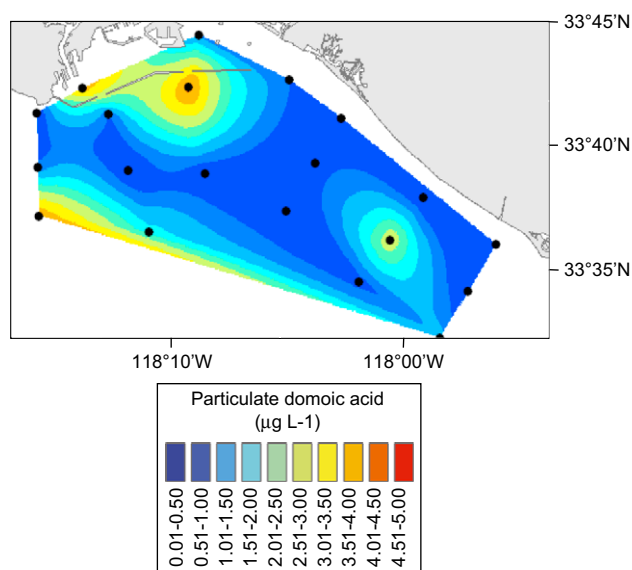 33°45'N
33°40'N
33°35'N
118°10'W
118°00'W
Particulate domoic acid
(µg L-1)
0.01-0.50
0.51-1.00
1.01-1.50
1.51-2.00
2.01-2.50
2.51-3.00
3.01-3.50
3.51-4.00
4.01-4.50
4.51-5.00